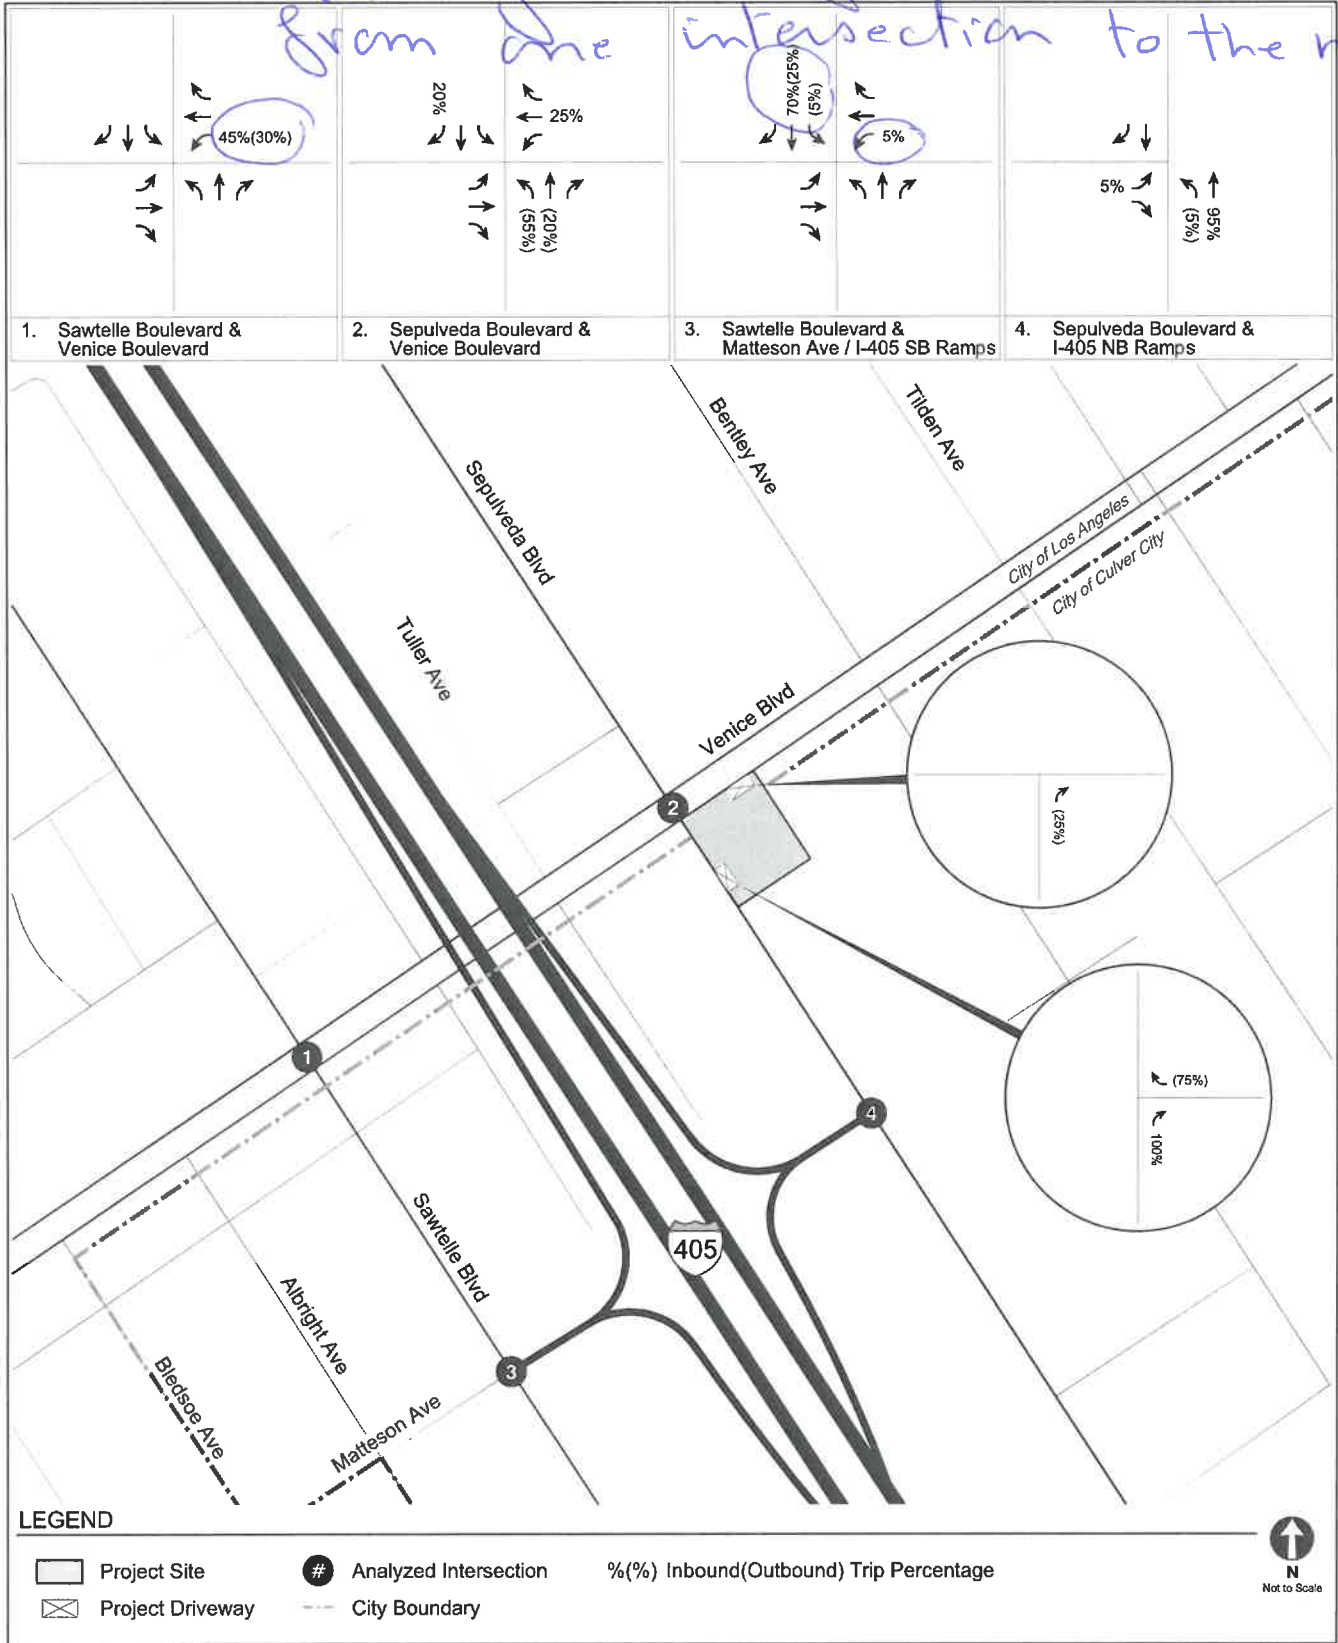 from one intersection to the
45%(30%)
20%
25%
(55%)
(20%)
70%(25%)
(5%)
5%
5%
(5%)
95%
1. Sawtelle Boulevard &
Venice Boulevard
2. Sepulveda Boulevard &
Venice Boulevard
3. Sawtelle Boulevard &
Matteson Ave / I-405 SB Ramps
4. Sepulveda Boulevard &
I-405 NB Ramps
Sepulveda Blvd
Bentley Ave
Tilden Ave
City of Los Angeles
City of Culver City
Tuller Ave
Venice Blvd
2
(25%)
1
4
(75%)
100%
405
Sawtelle Blvd
Albright Ave
3
Bledsoe Ave
Matteson Ave
LEGEND
Project Site
# Analyzed Intersection
%(%) Inbound(Outbound) Trip Percentage
Project Driveway
City Boundary
N
Not to Scale